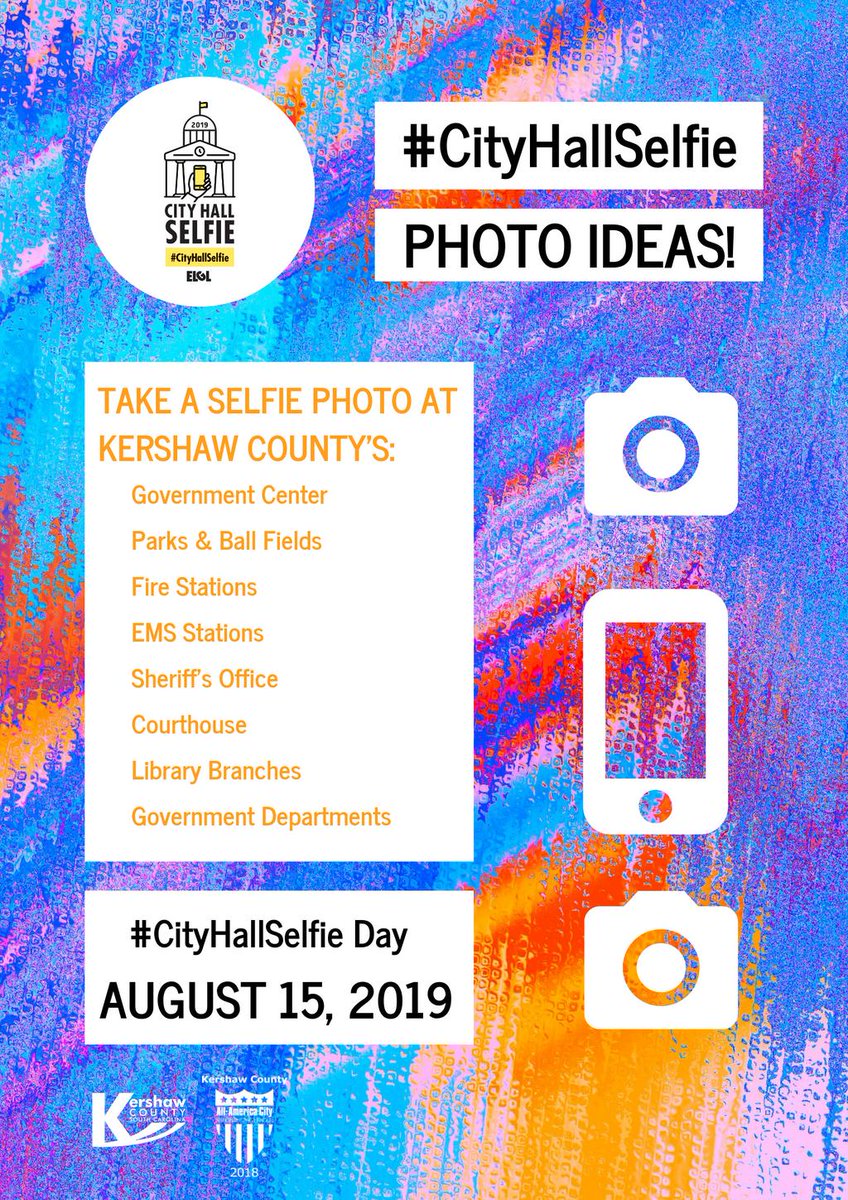 2019
CITY HALL
SELFIE
#CityHallSelfie
ELGL
#CityHallSelfie
PHOTO IDEAS!
TAKE A SELFIE PHOTO AT
KERSHAW COUNTY'S:
Government Center
Parks & Ball Fields
Fire Stations
EMS Stations
Sheriff's Office
Courthouse
Library Branches
Government Departments
#CityHallSelfie Day
AUGUST 15, 2019
Kershaw
COUNTY
SOUTH CAROLINA
Kershaw County
All-America City
2018